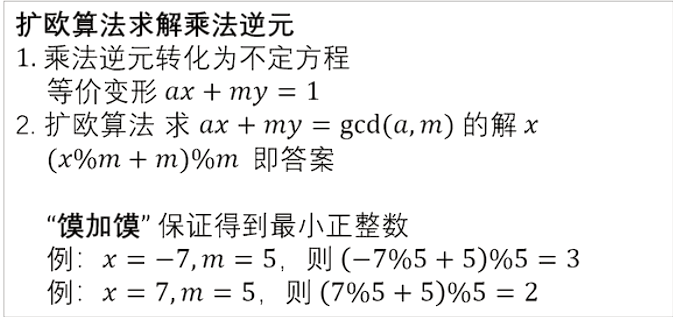 扩欧算法求解乘法逆元
1. 乘法逆元转化为不定方程
等价变形 ax + my = 1
2. 扩欧算法 求 ax + my = gcd(a, m) 的解 x
(x%m + m)%m 即答案
“馍加馍” 保证得到最小正整数
例：x = −7, m = 5，则 (−7%5 + 5)%5 = 3
例：x = 7, m = 5，则 (7%5 + 5)%5 = 2